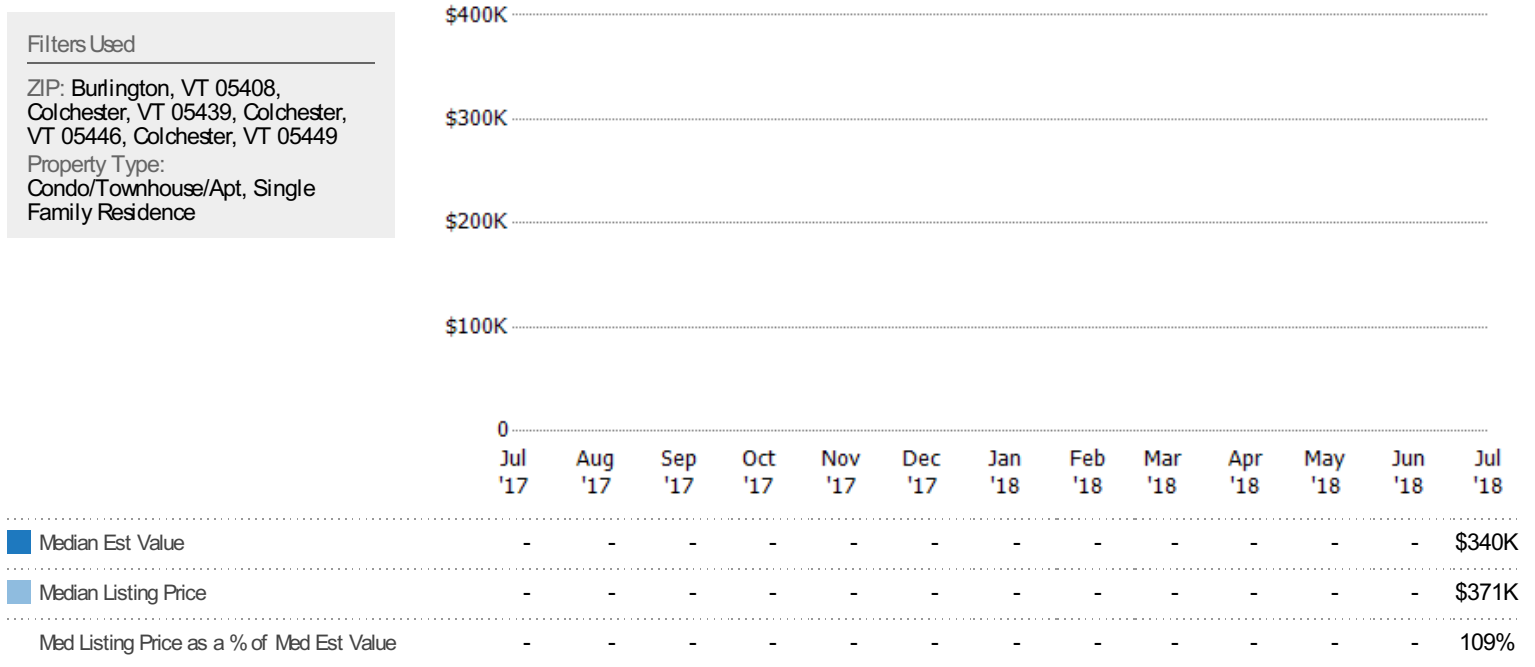 Filters Used
ZIP: Burlington, VT 05408,
Colchester, VT 05439, Colchester,
VT 05446, Colchester, VT 05449
Property Type:
Condo/Townhouse/Apt, Single
Family Residence
$400K
$300K
$200K
$100K
0
Jul Aug Sep Oct Nov Dec Jan Feb Mar Apr May Jun Jul
'17 '17 '17 '17 '17 '17 '18 '18 '18 '18 '18 '18 '18
Median Est Value - - - - - - - - - - - - $340K
Median Listing Price - - - - - - - - - - - - $371K
Med Listing Price as a % of Med Est Value - - - - - - - - - - - - 109%